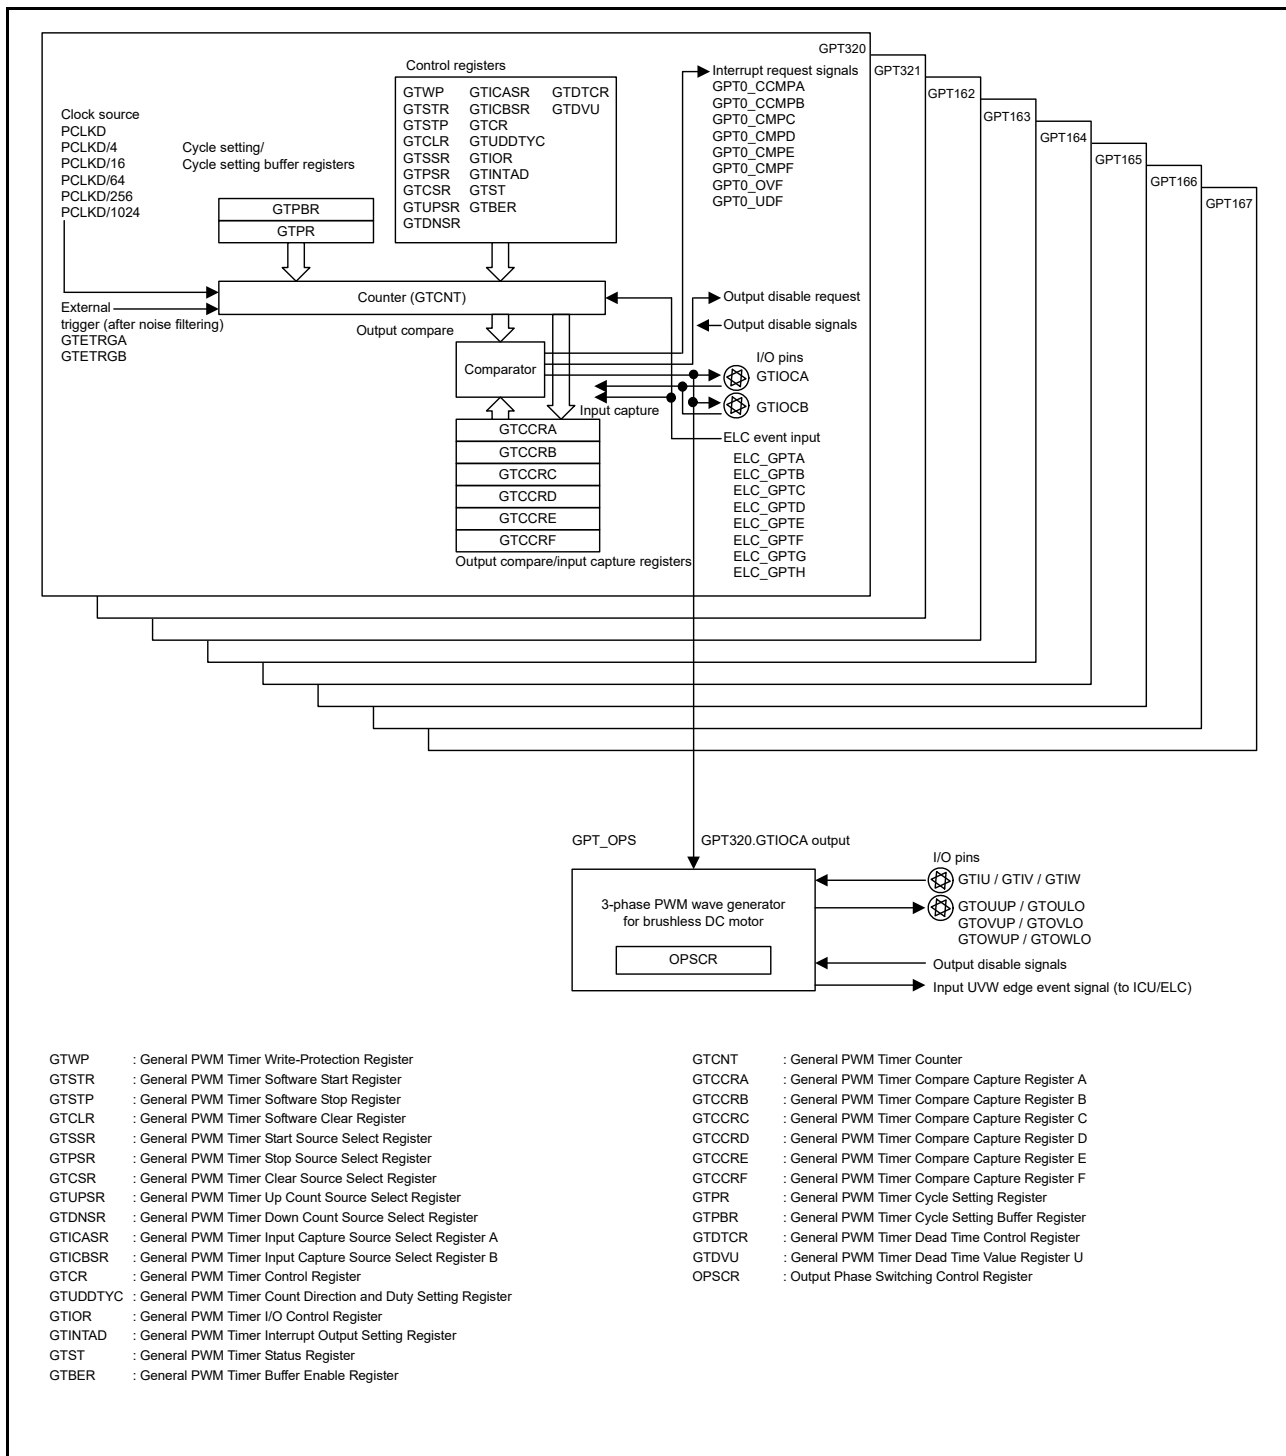 GPT320
GPT321
GPT162
GPT163
GPT164
GPT165
GPT166
GPT167
Clock source
PCLKD
PCLKD/4
PCLKD/16
PCLKD/64
PCLKD/256
PCLKD/1024
Cycle setting/
Cycle setting buffer registers
GTPBR
GTPR
Control registers
GTWP GTICASR GTDTCR
GTSTR GTICBSR GTDVU
GTSTP GTCR
GTCLR GTUDDTYC
GTSSR GTIOR
GTPSR GTINTAD
GTCSR GTST
GTUPSR GTBER
GTDNSR
Interrupt request signals
GPT0_CCMPA
GPT0_CCMPB
GPT0_CMPC
GPT0_CMPD
GPT0_CMPE
GPT0_CMPF
GPT0_OVF
GPT0_UDF
Counter (GTCNT)
External
trigger (after noise filtering)
GTETRGA
GTETRGB
Output compare
Comparator
Output disable request
Output disable signals
I/O pins
GTIOCA
GTIOCB
Input capture
GTCCRA
GTCCRB
GTCCRC
GTCCRD
GTCCRE
GTCCRF
Output compare/input capture registers
ELC event input
ELC_GPTA
ELC_GPTB
ELC_GPTC
ELC_GPTD
ELC_GPTE
ELC_GPTF
ELC_GPTG
ELC_GPTH
GPT_OPS
GPT320.GTIOCA output
3-phase PWM wave generator
for brushless DC motor
OPSCR
I/O pins
GTIU / GTIV / GTIW
GTOUUP / GTOULO
GTOVUP / GTOVLO
GTOWUP / GTOWLO
Output disable signals
Input UVW edge event signal (to ICU/ELC)
GTWP : General PWM Timer Write-Protection Register
GTSTR : General PWM Timer Software Start Register
GTSTP : General PWM Timer Software Stop Register
GTCLR : General PWM Timer Software Clear Register
GTSSR : General PWM Timer Start Source Select Register
GTPSR : General PWM Timer Stop Source Select Register
GTCSR : General PWM Timer Clear Source Select Register
GTUPSR : General PWM Timer Up Count Source Select Register
GTDNSR : General PWM Timer Down Count Source Select Register
GTICASR : General PWM Timer Input Capture Source Select Register A
GTICBSR : General PWM Timer Input Capture Source Select Register B
GTCR : General PWM Timer Control Register
GTUDDTYC : General PWM Timer Count Direction and Duty Setting Register
GTIOR : General PWM Timer I/O Control Register
GTINTAD : General PWM Timer Interrupt Output Setting Register
GTST : General PWM Timer Status Register
GTBER : General PWM Timer Buffer Enable Register
GTCNT : General PWM Timer Counter
GTCCRA : General PWM Timer Compare Capture Register A
GTCCRB : General PWM Timer Compare Capture Register B
GTCCRC : General PWM Timer Compare Capture Register C
GTCCRD : General PWM Timer Compare Capture Register D
GTCCRE : General PWM Timer Compare Capture Register E
GTCCRF : General PWM Timer Compare Capture Register F
GTPR : General PWM Timer Cycle Setting Register
GTPBR : General PWM Timer Cycle Setting Buffer Register
GTDTCR : General PWM Timer Dead Time Control Register
GTDVU : General PWM Timer Dead Time Value Register U
OPSCR : Output Phase Switching Control Register